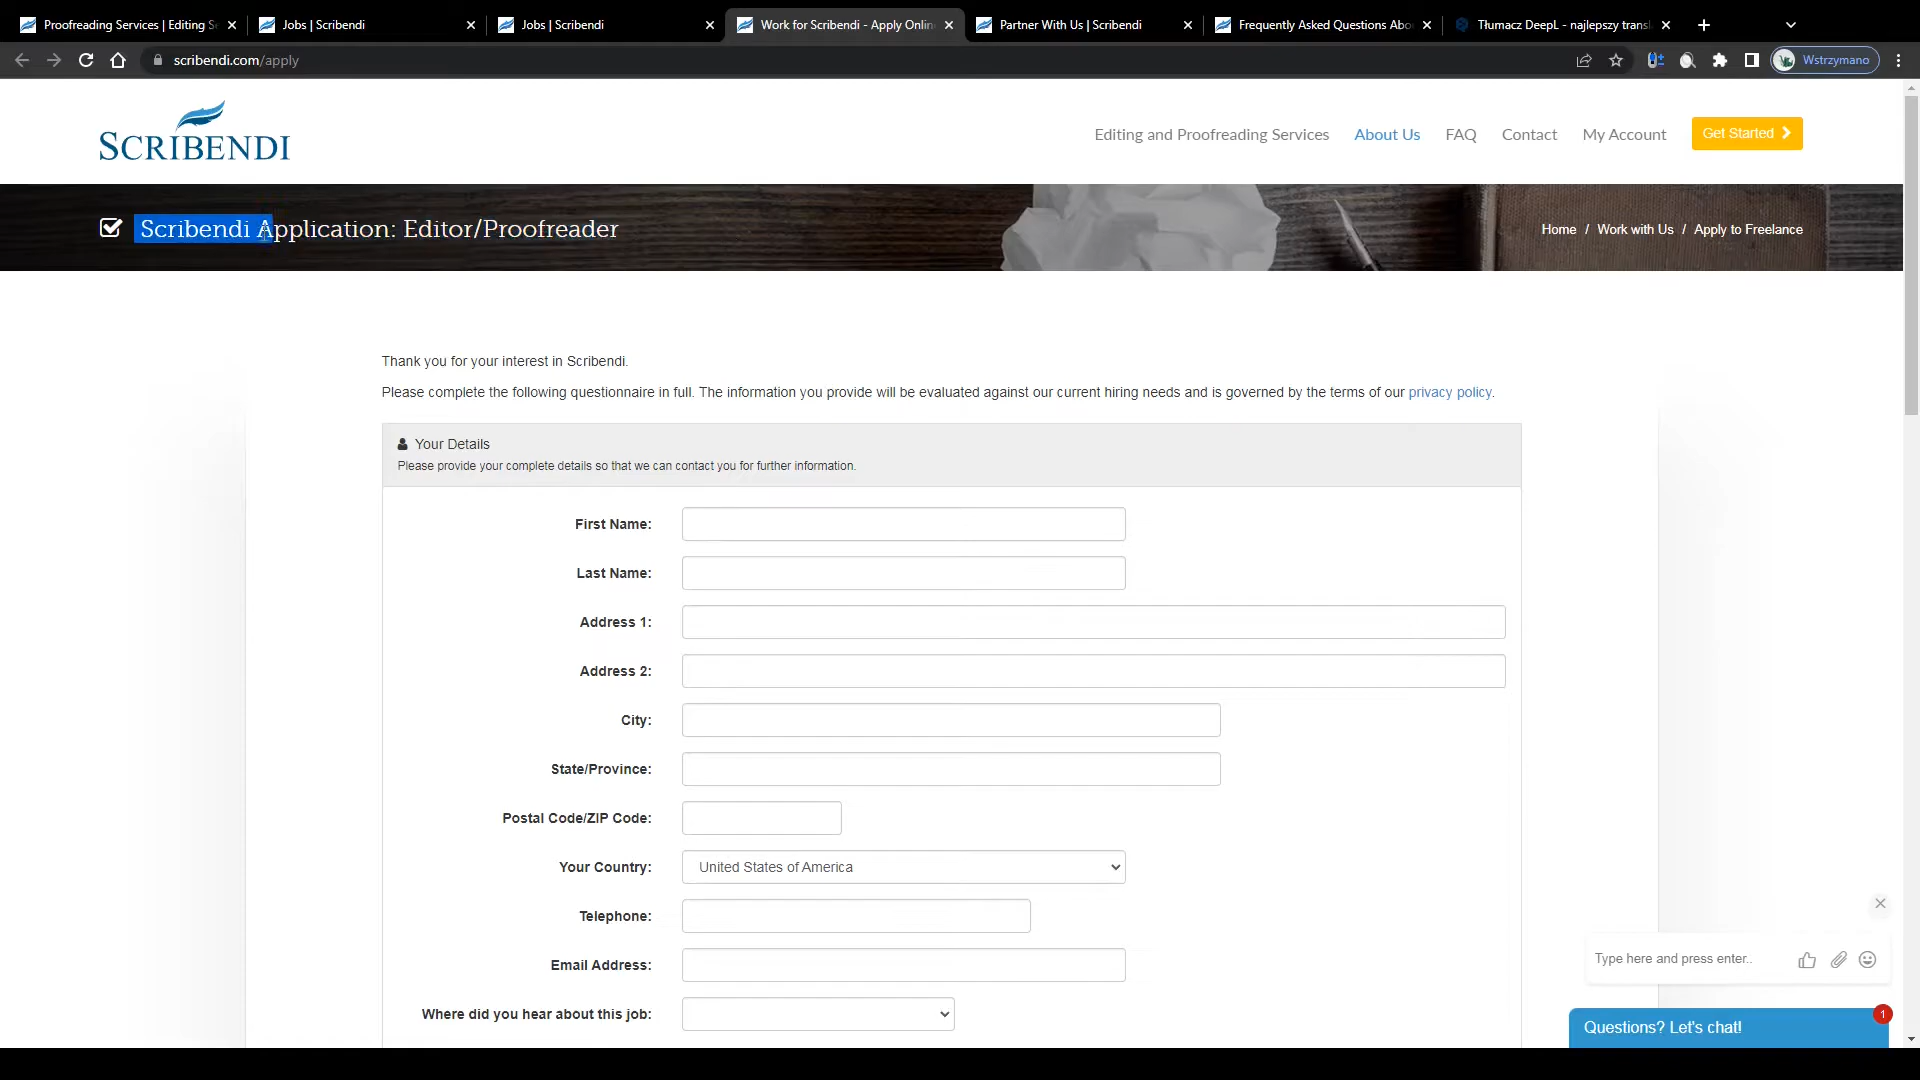 Proofreading Services | Editing S
Jobs | Scribendi
Jobs | Scribendi
Work for Scribendi - Apply Onlin
Partner With Us | Scribendi
Frequently Asked Questions Abo
Tłumacz DeepL - najlepszy trans
scribendi.com/apply
Wstrzymano
SCRIBENDI
Editing and Proofreading Services
About Us
FAQ
Contact
My Account
Get Started
Scribendi Application: Editor/Proofreader
Home / Work with Us / Apply to Freelance
Thank you for your interest in Scribendi.
Please complete the following questionnaire in full. The information you provide will be evaluated against our current hiring needs and is governed by the terms of our privacy policy.
Your Details
Please provide your complete details so that we can contact you for further information.
First Name:
Last Name:
Address 1:
Address 2:
City:
State/Province:
Postal Code/ZIP Code:
Your Country:
United States of America
Telephone:
Email Address:
Where did you hear about this job:
Type here and press enter..
Questions? Let's chat!
1